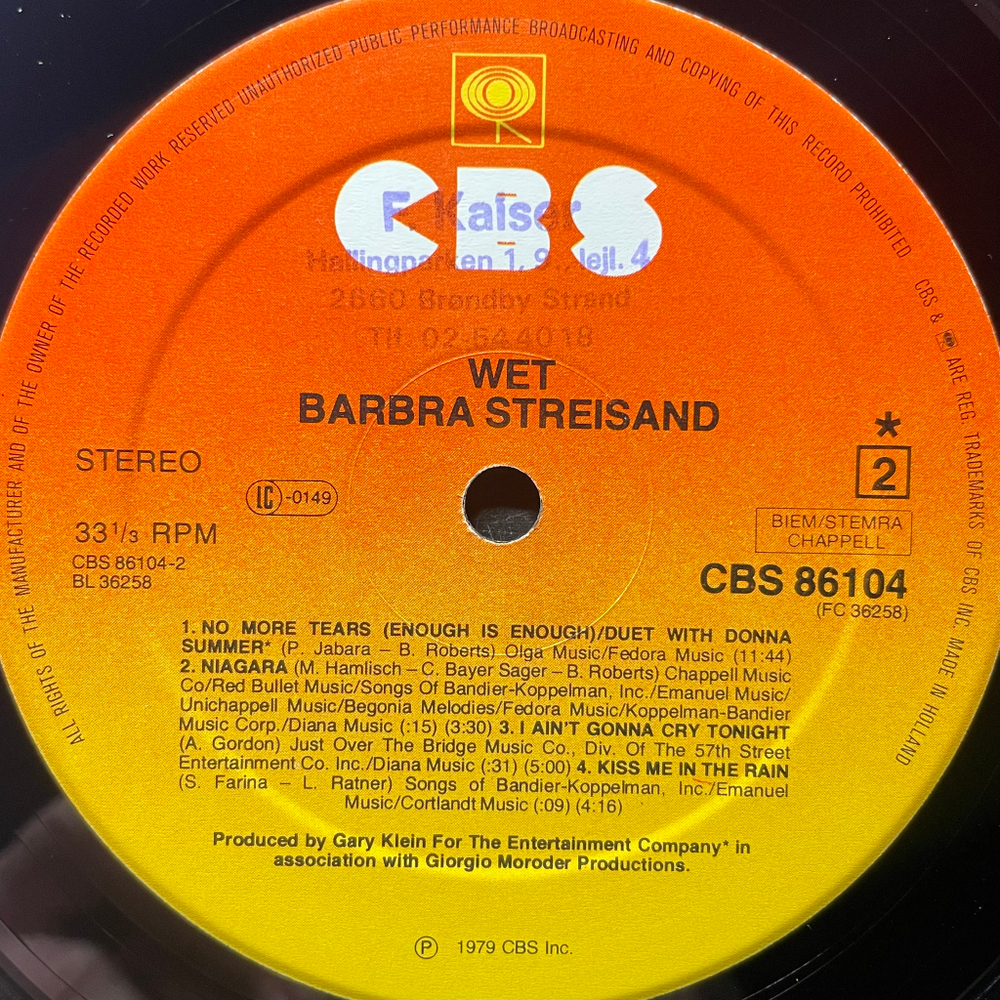 ALL RIGHTS OF THE MANUFACTURER AND OF THE OWNER OF THE RECORDED WORK RESERVED UNAUTHORIZED PUBLIC PERFORMANCE BROADCASTING AND COPYING OF THIS RECORD PROHIBITED CBS & ARE REG. TRADEMARKS OF CBS INC. MADE IN HOLLAND
CBS
F. Kaiser
Hallingparken 1, 9., lejl. 4
2660 Brøndby Strand
Tlf. 02-544018
WET
BARBRA STREISAND
STEREO
LC-0149
33 1/3 RPM
CBS 86104-2
BL 36258
*
2
BIEM/STEMRA
CHAPPELL
CBS 86104
(FC 36258)
1. NO MORE TEARS (ENOUGH IS ENOUGH)/DUET WITH DONNA
SUMMER* (P. Jabara – B. Roberts) Olga Music/Fedora Music (11:44)
2. NIAGARA (M. Hamlisch – C. Bayer Sager – B. Roberts) Chappell Music
Co/Red Bullet Music/Songs Of Bandier-Koppelman, Inc./Emanuel Music/
Unichappell Music/Begonia Melodies/Fedora Music/Koppelman-Bandier
Music Corp./Diana Music (:15) (3:30) 3. I AIN'T GONNA CRY TONIGHT
(A. Gordon) Just Over The Bridge Music Co., Div. Of The 57th Street
Entertainment Co. Inc./Diana Music (:31) (5:00) 4. KISS ME IN THE RAIN
(S. Farina – L. Ratner) Songs of Bandier-Koppelman, Inc./Emanuel
Music/Cortlandt Music (:09) (4:16)
Produced by Gary Klein For The Entertainment Company* in
association with Giorgio Moroder Productions.
Ⓟ 1979 CBS Inc.